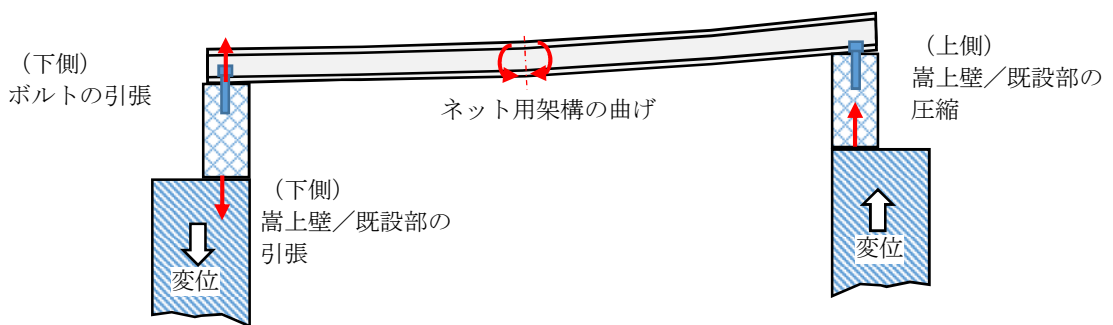 （下側）
ボルトの引張
（上側）
嵩上壁／既設部の
圧縮
ネット用架構の曲げ
（下側）
嵩上壁／既設部の
引張
変位
変位